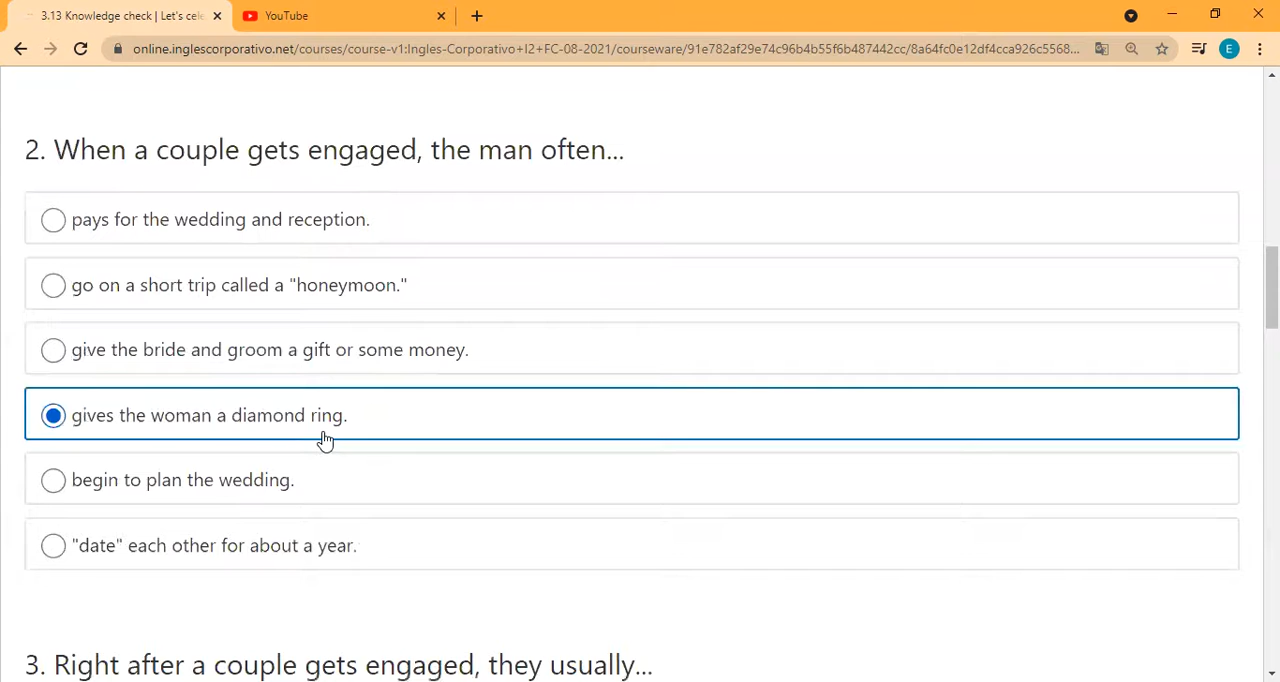 3.13 Knowledge check | Let's cele
YouTube
online.inglescorporativo.net/courses/course-v1:Ingles-Corporativo+I2+FC-08-2021/courseware/91e782af29e74c96b4b55f6b487442cc/8a64fc0e12df4cca926c5568...
E
2. When a couple gets engaged, the man often...
pays for the wedding and reception.
go on a short trip called a "honeymoon."
give the bride and groom a gift or some money.
gives the woman a diamond ring.
begin to plan the wedding.
"date" each other for about a year.
3. Right after a couple gets engaged, they usually...